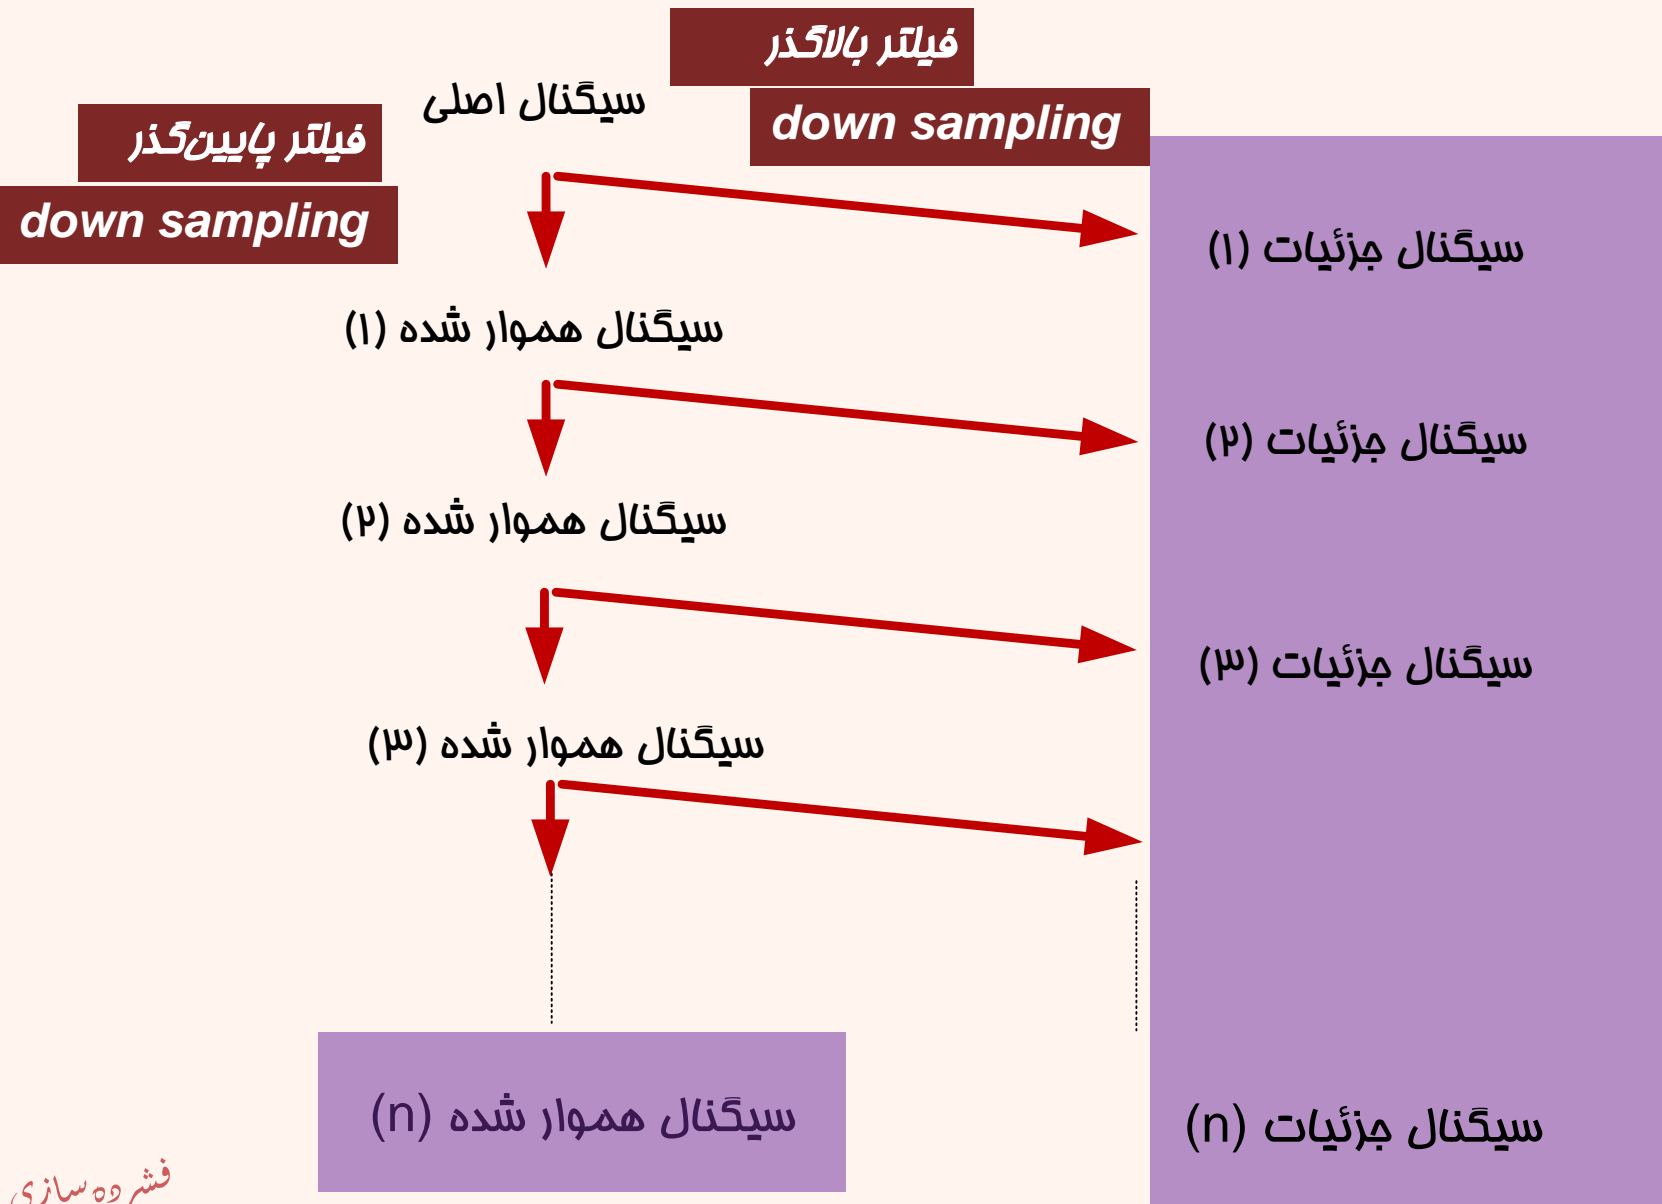 فیلتر بالاگذر
down sampling
سیگنال اصلی
فیلتر پایین‌گذر
down sampling
سیگنال جزئیات (۱)
سیگنال هموار شده (۱)
سیگنال جزئیات (۲)
سیگنال هموار شده (۲)
سیگنال جزئیات (۳)
سیگنال هموار شده (۳)
سیگنال جزئیات (n)
سیگنال هموار شده (n)
فشرده سازی